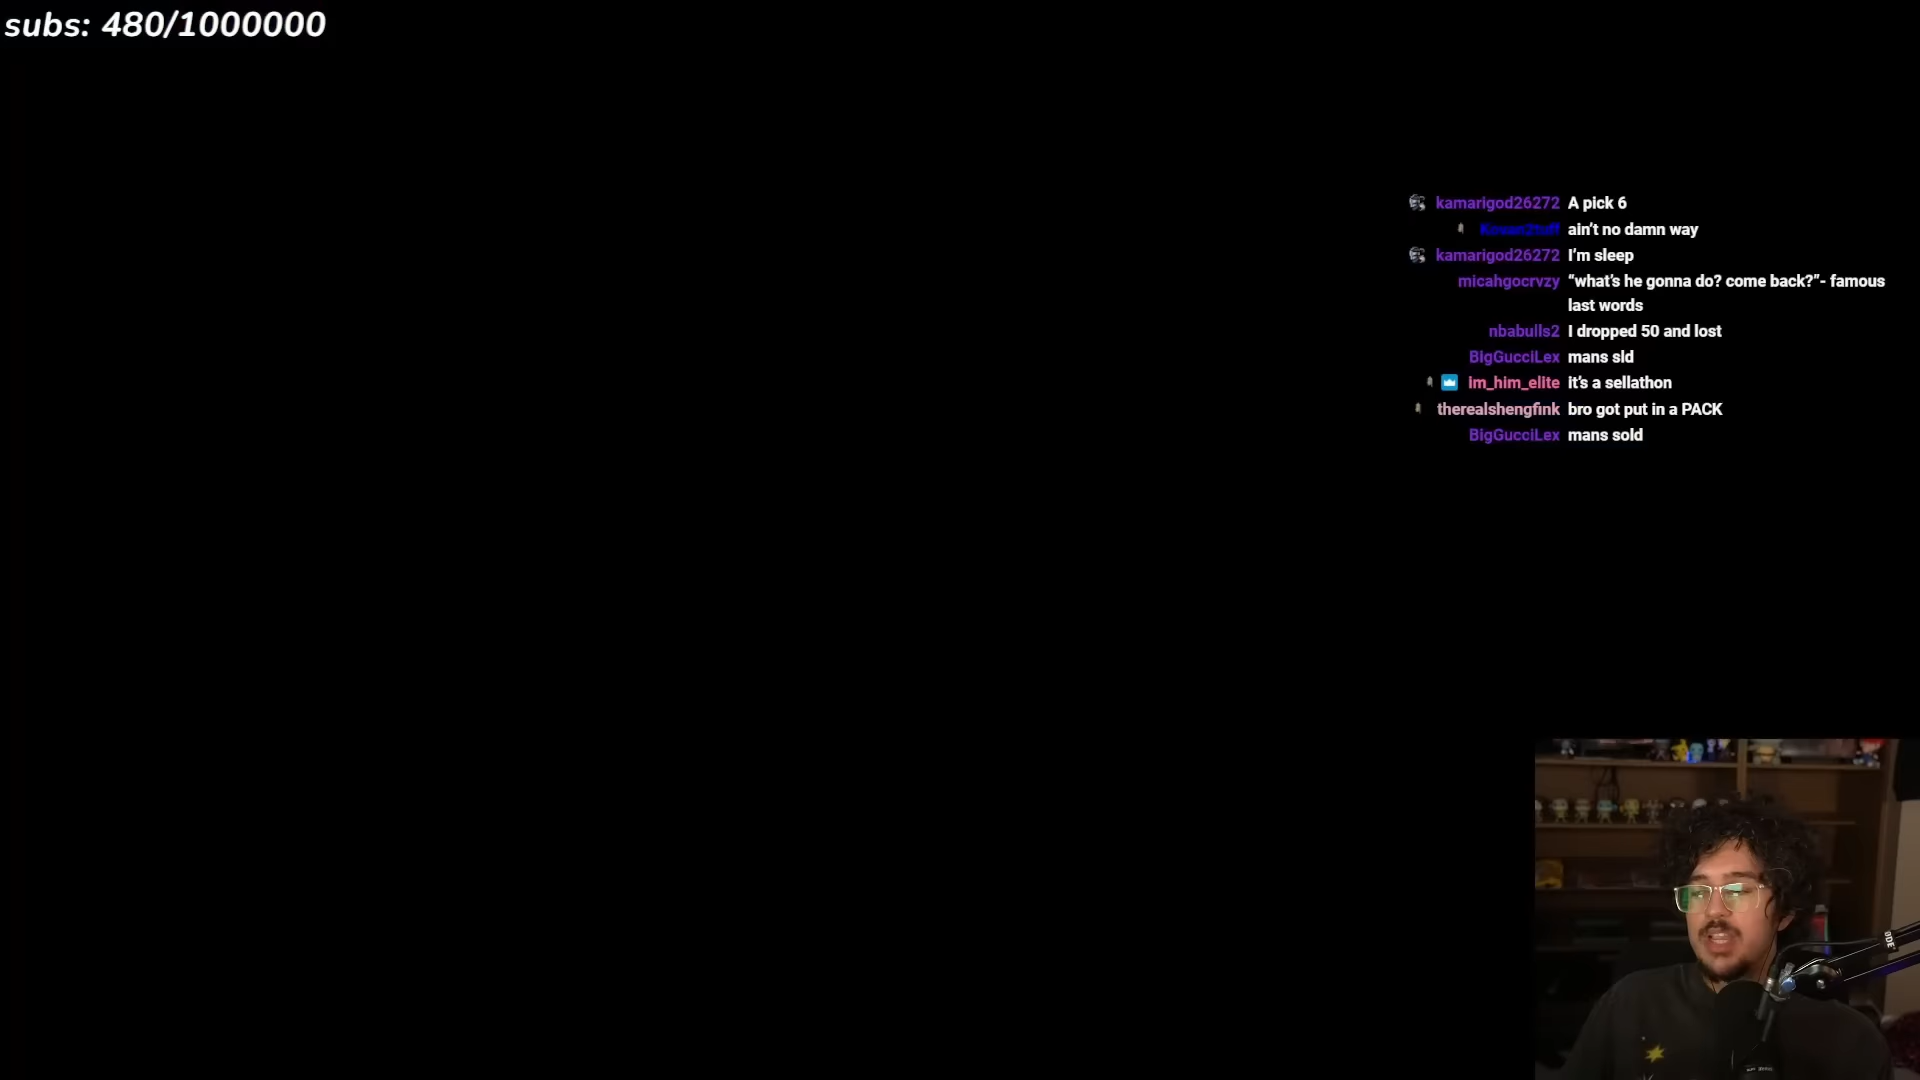 subs: 480/1000000
kamarigod26272 A pick 6
ain't no damn way
kamarigod26272 I'm sleep
micahgocrvzy “what's he gonna do? come back?”- famous
last words
nbabulls2 I dropped 50 and lost
BigGucciLex mans sld
im_him_elite it's a sellathon
therealshengfink bro got put in a PACK
BigGucciLex mans sold